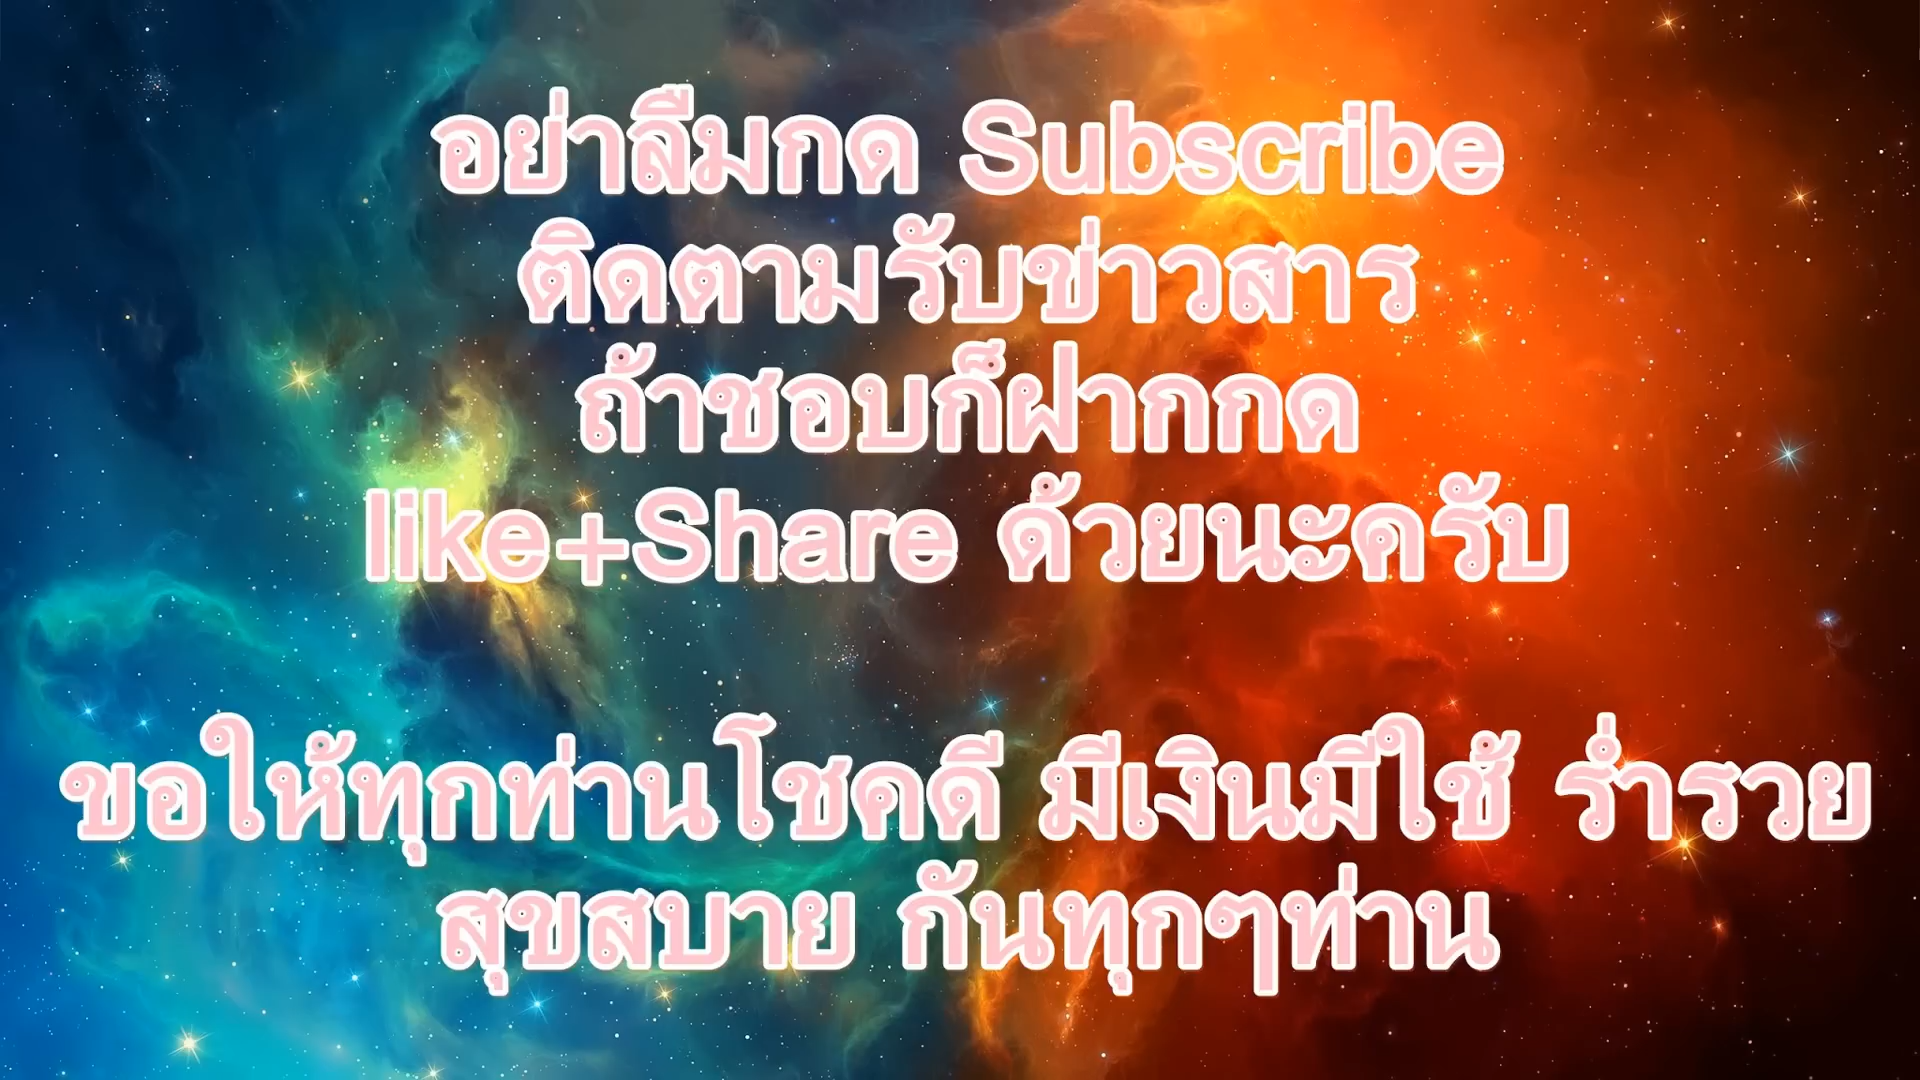 อย่าลืมกด Subscribe
ติดตามรับข่าวสาร
ถ้าชอบก็ฝากกด
like+Share ด้วยนะครับ
ขอให้ทุกท่านโชคดี มีเงินมีใช้ ร่ำรวย
สุขสบาย กันทุกๆท่าน